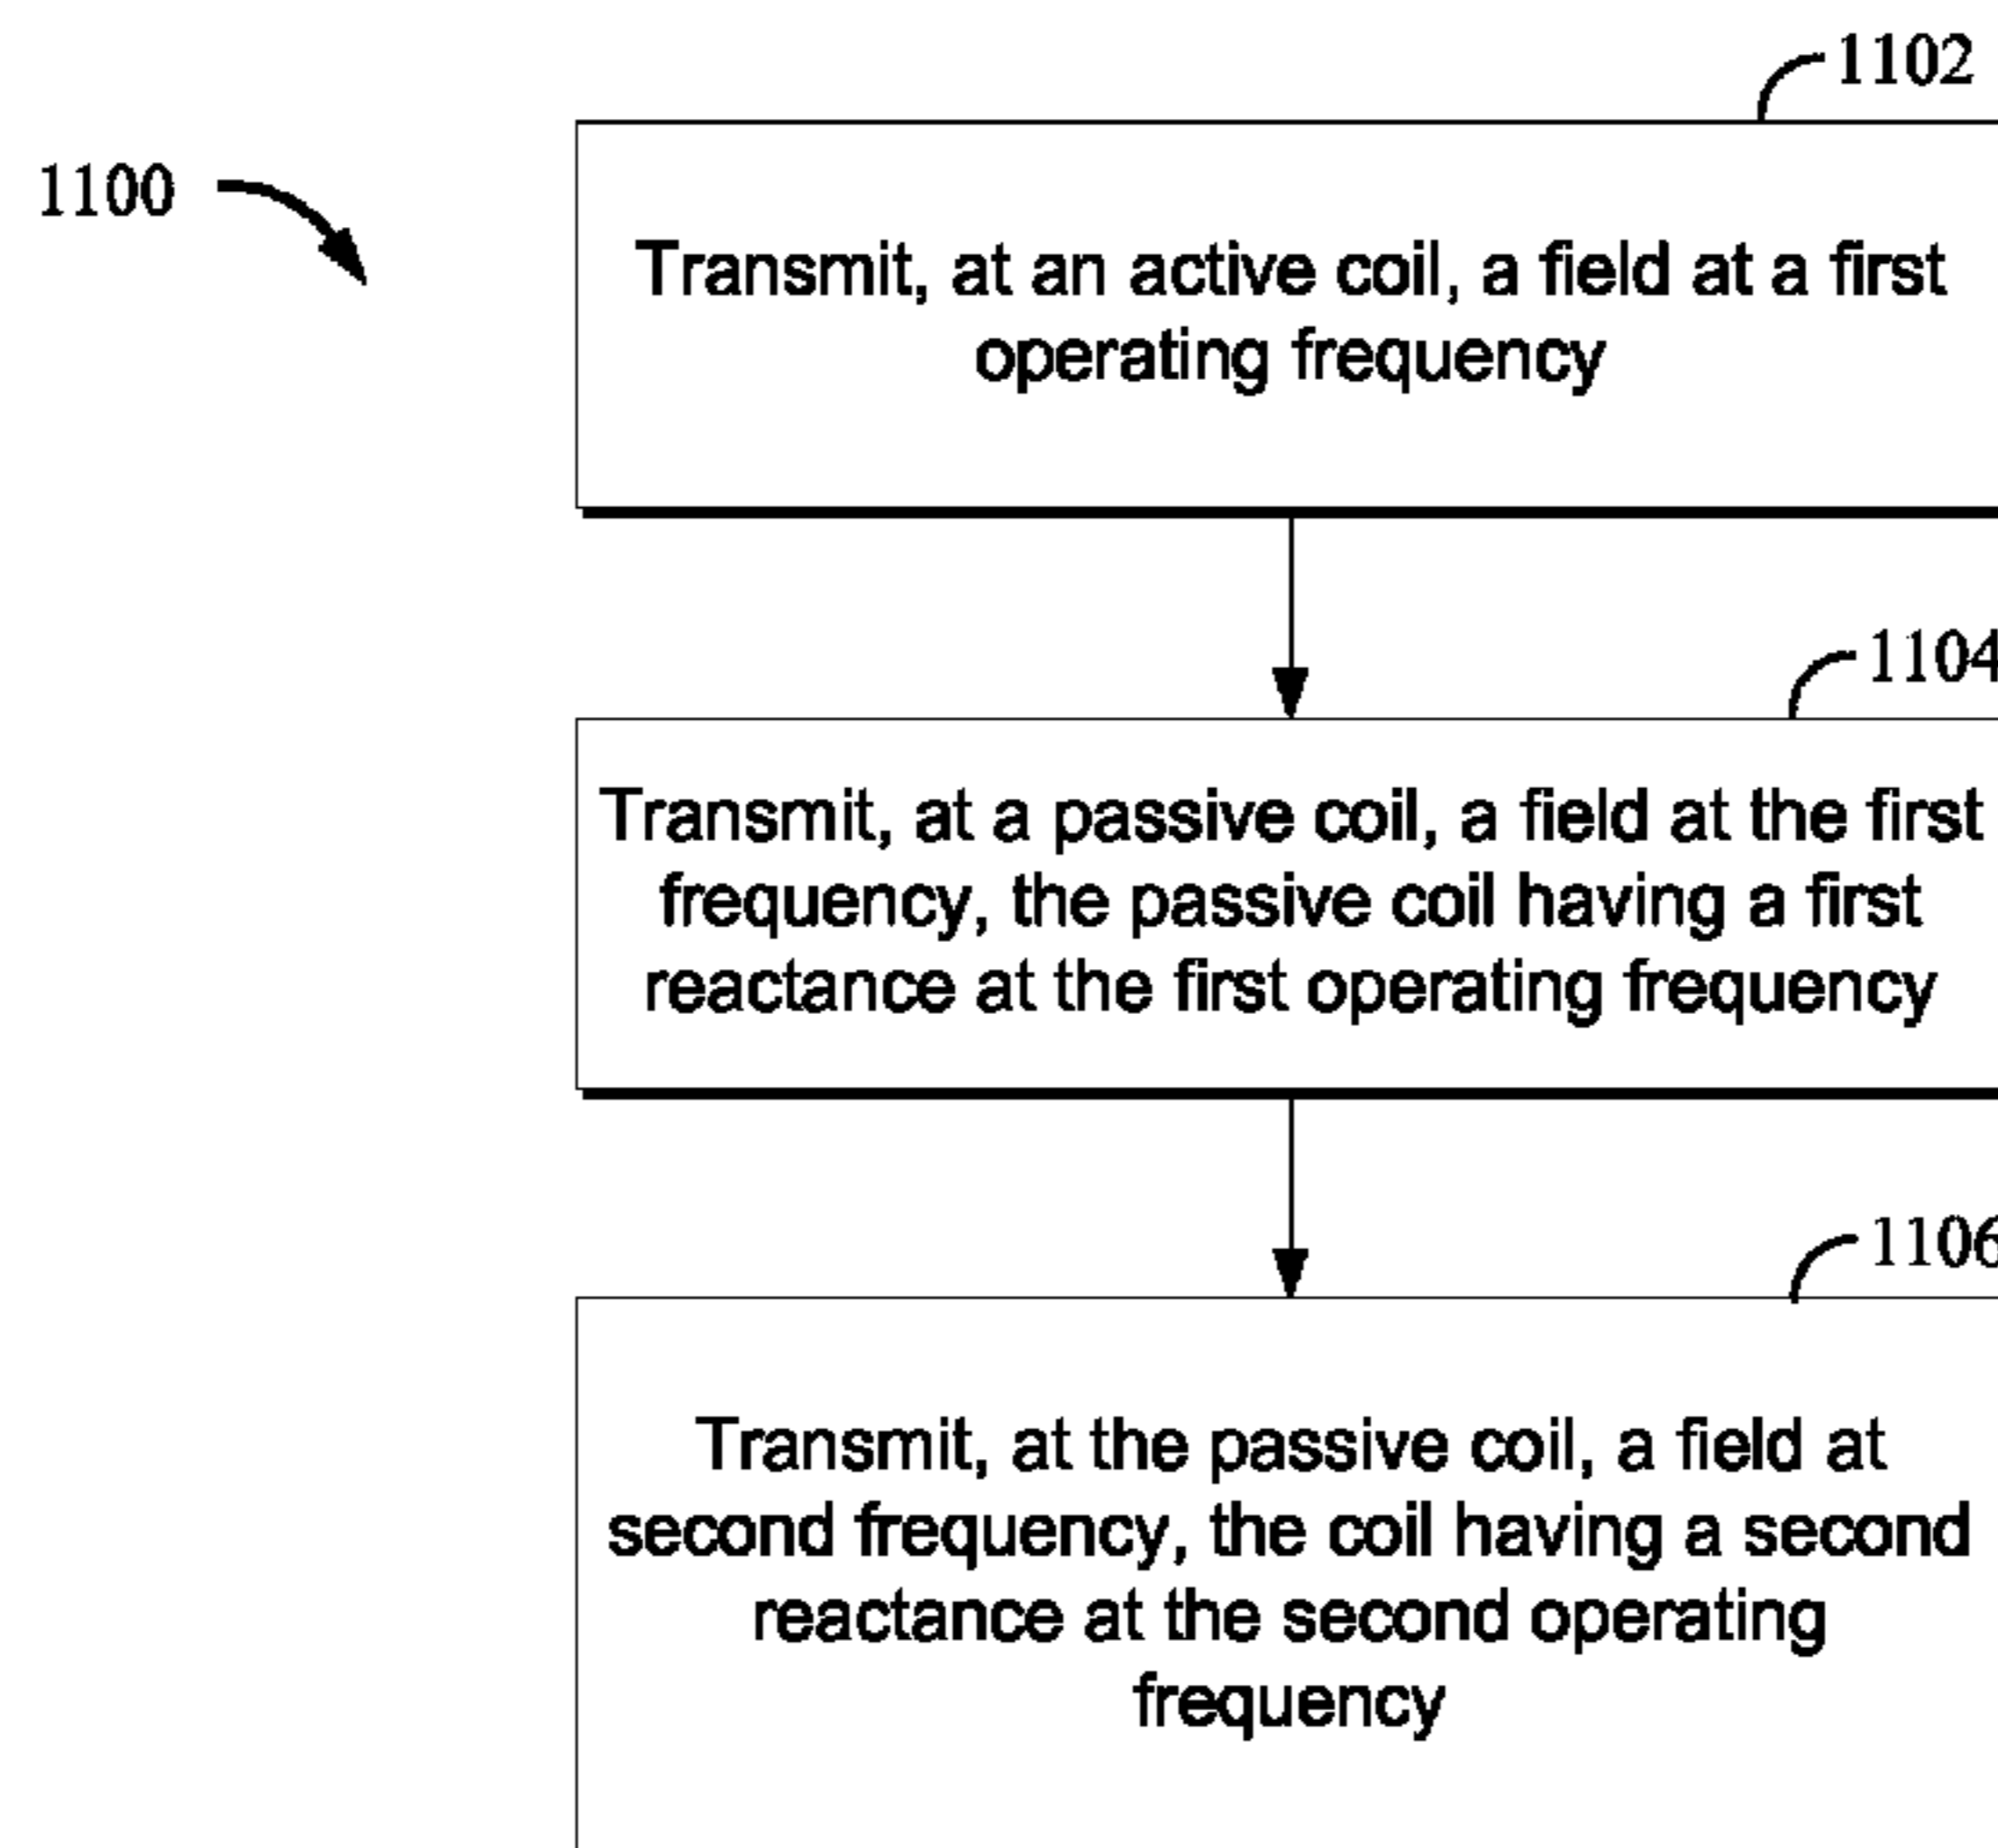 1102
1100
Transmit, at an active coil, a field at a first
operating frequency
1104
Transmit, at a passive coil, a field at the first
frequency, the passive coil having a first
reactance at the first operating frequency
1106
Transmit, at the passive coil, a field at
second frequency, the coil having a second
reactance at the second operating
frequency